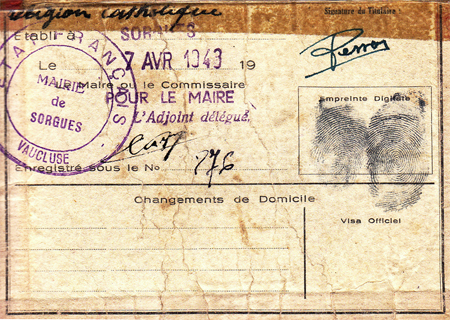 religion catholique
Signature du Titulaire
Etabli à SORGUES
Le 7 AVR 1943 19
Maire ou le Commissaire
POUR LE MAIRE
L'Adjoint délégué,
ETAT FRANÇAIS
MAIRIE
de
SORGUES
VAUCLUSE
Enregistré sous le No 276
Empreinte Digitale
Changements de Domicile
Visa Officiel